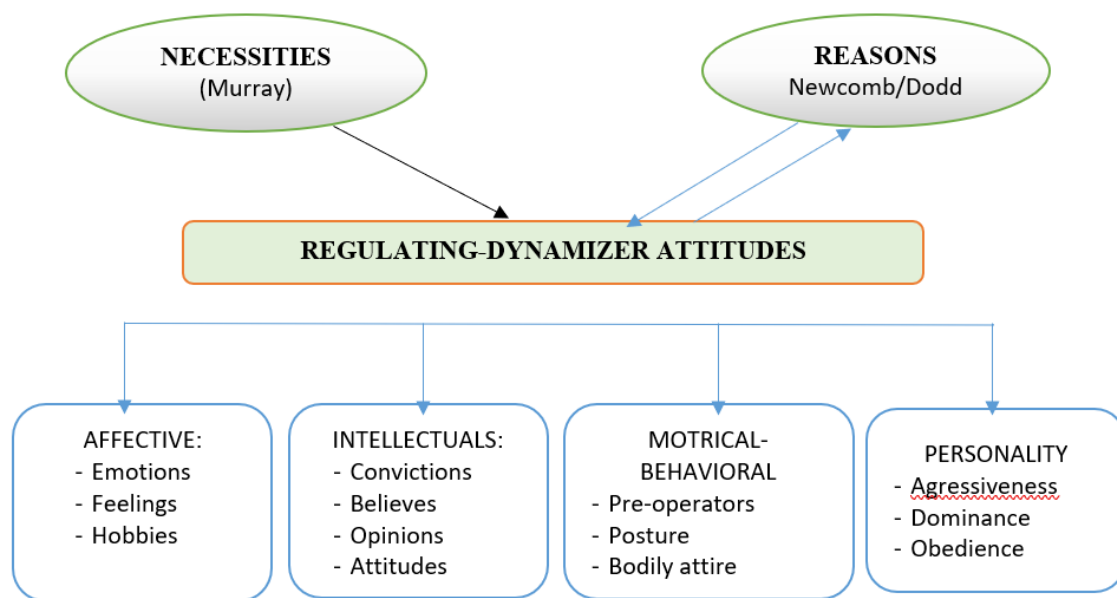 NECESSITIES
(Murray)
REASONS
Newcomb/Dodd
REGULATING-DYNAMIZER ATTITUDES
AFFECTIVE:
- Emotions
- Feelings
- Hobbies
INTELLECTUALS:
- Convictions
- Believes
- Opinions
- Attitudes
MOTRICAL-
BEHAVIORAL
- Pre-operators
- Posture
- Bodily attire
PERSONALITY
- Agressiveness
- Dominance
- Obedience